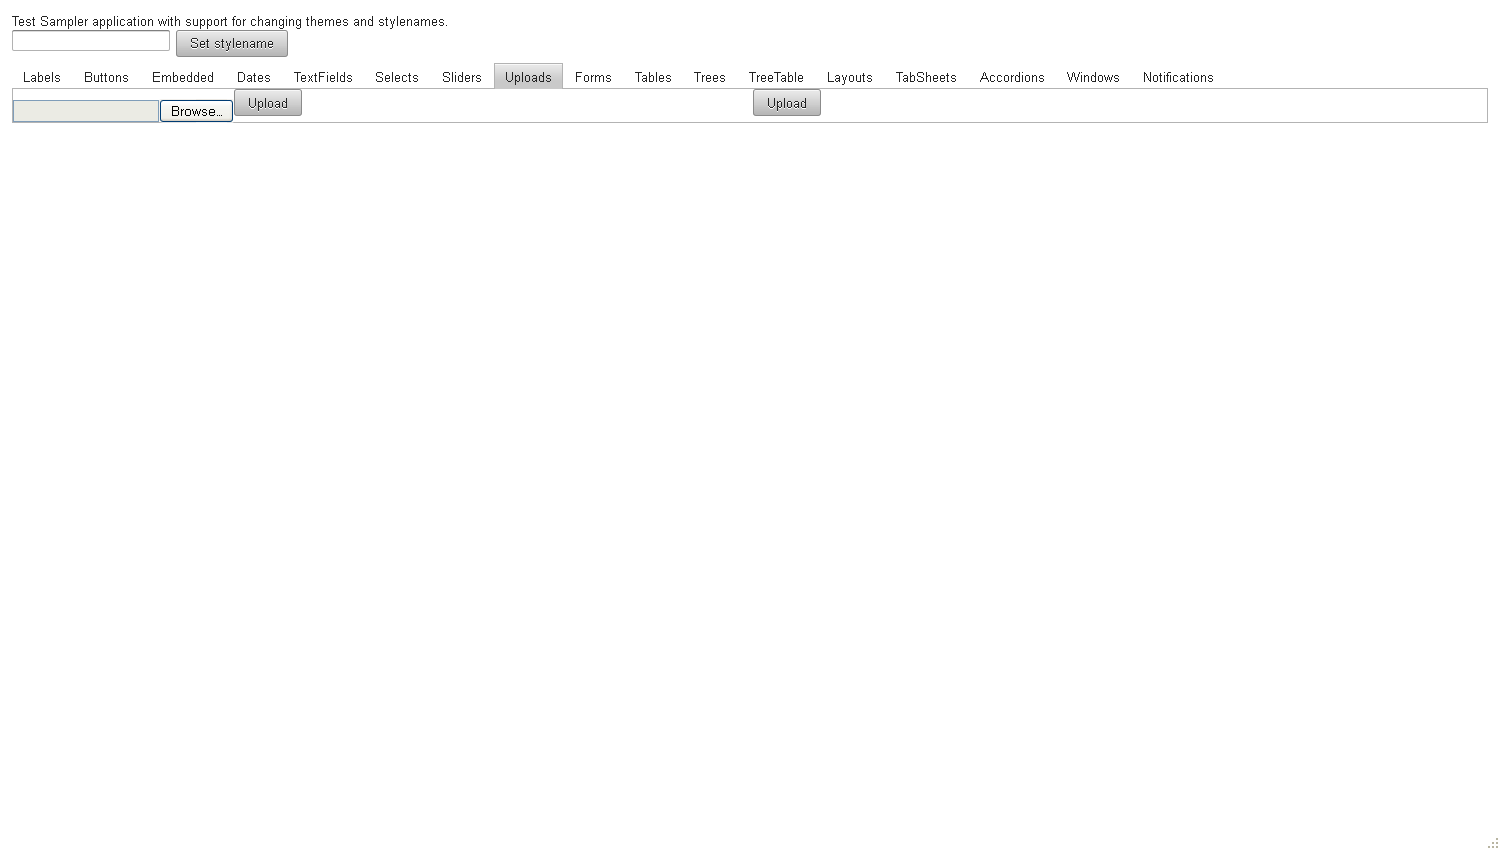 Test Sampler application with support for changing themes and stylenames.
Set stylename
Labels Buttons Embedded Dates TextFields Selects Sliders Uploads Forms Tables Trees TreeTable Layouts TabSheets Accordions Windows Notifications
Browse... Upload Upload